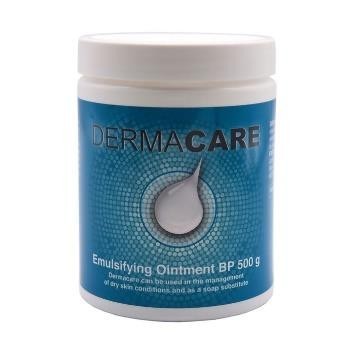 DERMACARE
Emulsifying Ointment BP 500 g
Dermacare can be used in the management
of dry skin conditions and as a soap substitute